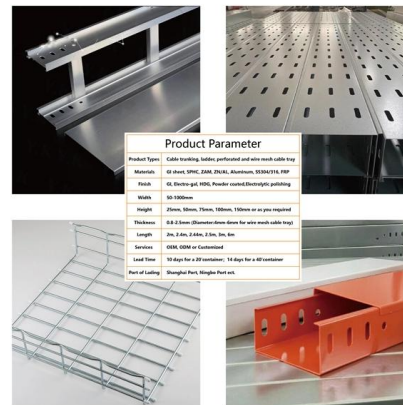 Product Parameter
Product Types Cable trunking, ladder, perforated and wire mesh cable tray
Materials GI sheet, SPHC, ZAM, ZN/AL, Aluminum, SS304/316, FRP
Finish GI, Electro-gal, HDG, Powder coated,Electrolytic polishing
Width 50-1000mm
Height 25mm, 50mm, 75mm, 100mm, 150mm or as you required
Thickness 0.8-2.5mm (Diameter:4mm-6mm for wire mesh cable tray)
Length 2m, 2.4m, 2.44m, 2.5m, 3m, 6m
Services OEM, ODM or Customized
Lead Time 10 days for a 20'container; 14 days for a 40'container
Port of Lading Shanghai Port, Ningbo Port ect.